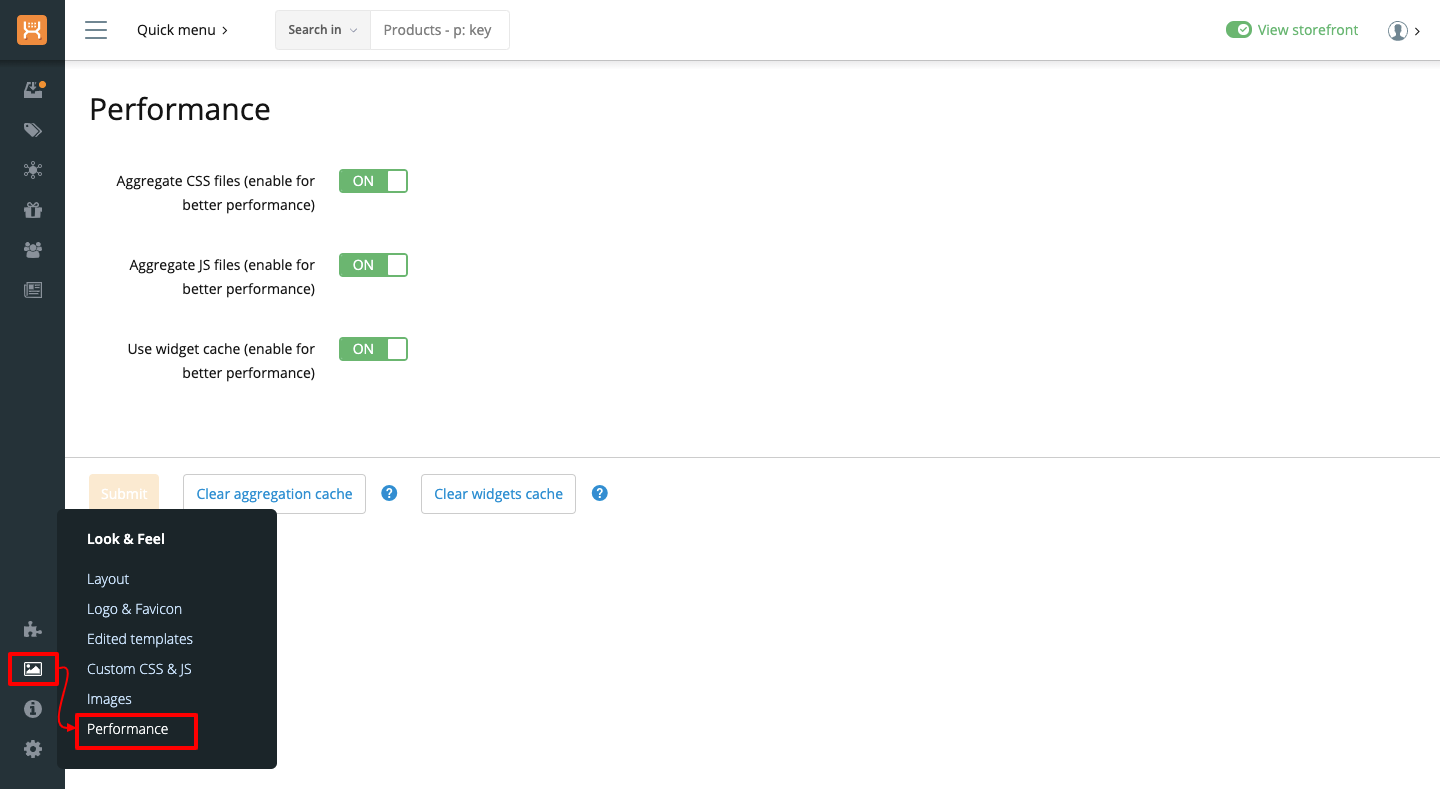 Quick menu
Search in
Products - p: key
View storefront
Performance
Aggregate CSS files (enable for
better performance)
ON
Aggregate JS files (enable for
better performance)
ON
Use widget cache (enable for
better performance)
ON
Submit
Clear aggregation cache
?
Clear widgets cache
?
Look & Feel
Layout
Logo & Favicon
Edited templates
Custom CSS & JS
Images
Performance